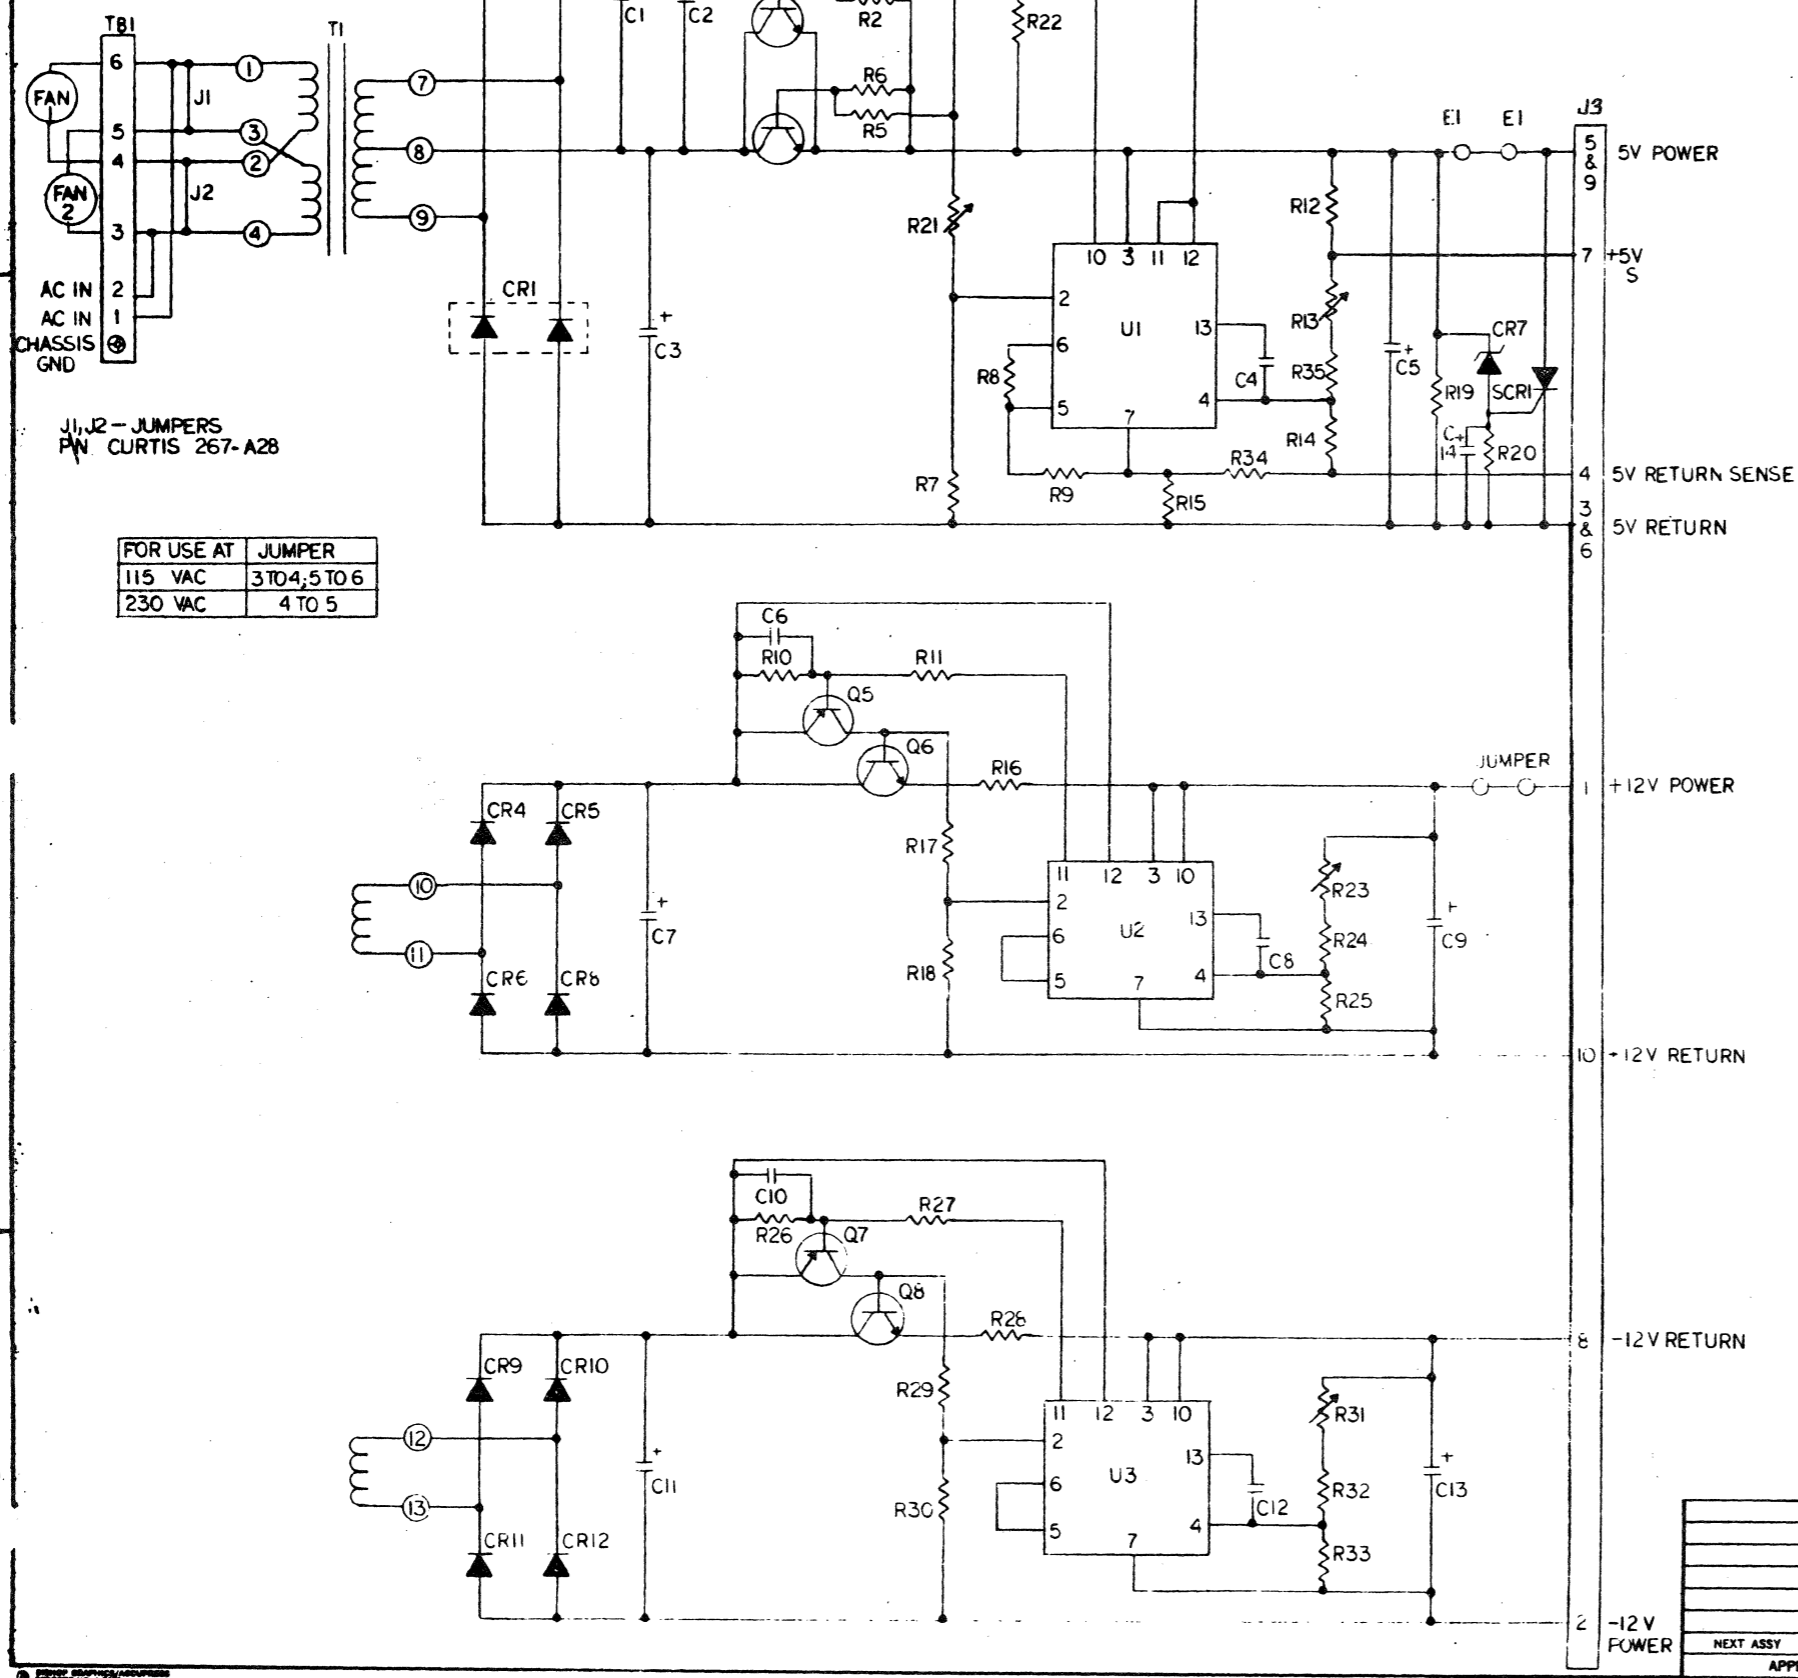 TB1
T1
C1
C2
R2
R22
6
1
7
R6
FAN
J1
J3
E1
E1
5
3
8
R5
5
&
9
5V POWER
4
2
FAN
2
J2
R12
3
4
9
R21
7
+5V
S
10
3
11
12
AC IN
2
CR1
2
AC IN
1
+
C3
U1
13
R13
CR7
CHASSIS
GND
6
R8
C4
R35
+
C5
R19
SCR1
5
7
4
J1, J2 - JUMPERS
P/N CURTIS 267-A28
R14
C+
14
R20
R34
4
5V RETURN SENSE
R7
R9
R15
3
&
6
5V RETURN
FOR USE AT
JUMPER
115 VAC
3 TO 4; 5 TO 6
230 VAC
4 TO 5
C6
R10
R11
Q5
Q6
R16
JUMPER
1
+12V POWER
CR4
CR5
R17
11
12
3
10
10
R23
2
+
C7
U2
13
+
C9
11
6
R24
CR6
CR8
R18
C8
5
7
4
R25
10
+12V RETURN
C10
R26
R27
Q7
Q8
R28
8
-12V RETURN
CR9
CR10
R29
11
12
3
10
R31
12
2
+
C11
U3
13
+
C13
13
6
R32
R30
C12
CR11
CR12
5
7
4
R33
2
-12V
POWER
NEXT ASSY